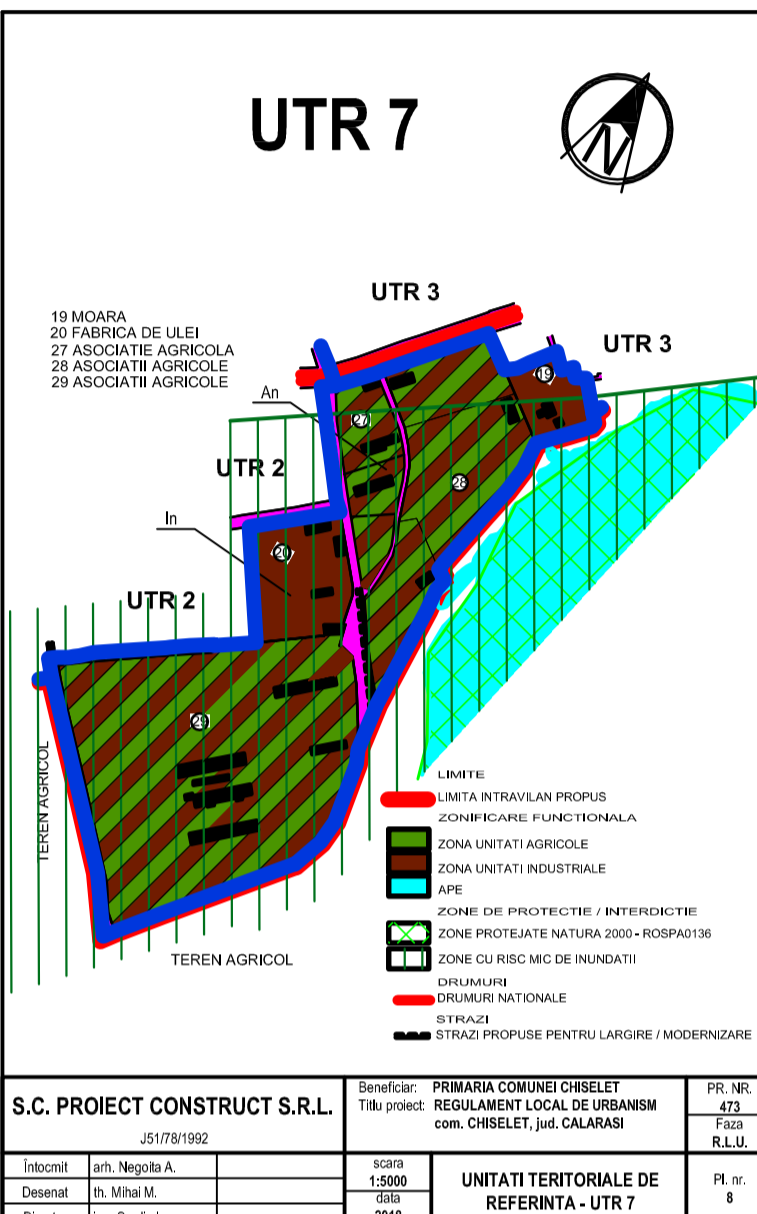 UTR 7
N
19 MOARA
20 FABRICA DE ULEI
27 ASOCIATIE AGRICOLA
28 ASOCIATII AGRICOLE
29 ASOCIATII AGRICOLE
UTR 3
UTR 3
19
An
27
UTR 2
28
In
20
UTR 2
29
TEREN AGRICOL
TEREN AGRICOL
LIMITE
LIMITA INTRAVILAN PROPUS
ZONIFICARE FUNCTIONALA
ZONA UNITATI AGRICOLE
ZONA UNITATI INDUSTRIALE
APE
ZONE DE PROTECTIE / INTERDICTIE
ZONE PROTEJATE NATURA 2000 - ROSPA0136
ZONE CU RISC MIC DE INUNDATII
DRUMURI
DRUMURI NATIONALE
STRAZI
STRAZI PROPUSE PENTRU LARGIRE / MODERNIZARE
S.C. PROIECT CONSTRUCT S.R.L.
J51/78/1992
Beneficiar: PRIMARIA COMUNEI CHISELET
Titlu proiect: REGULAMENT LOCAL DE URBANISM
com. CHISELET, jud. CALARASI
PR. NR.
473
Faza
R.L.U.
Întocmit arh. Negoita A.
Desenat th. Mihai M.
scara
1:5000
data
UNITATI TERITORIALE DE
REFERINTA - UTR 7
Pl. nr.
8